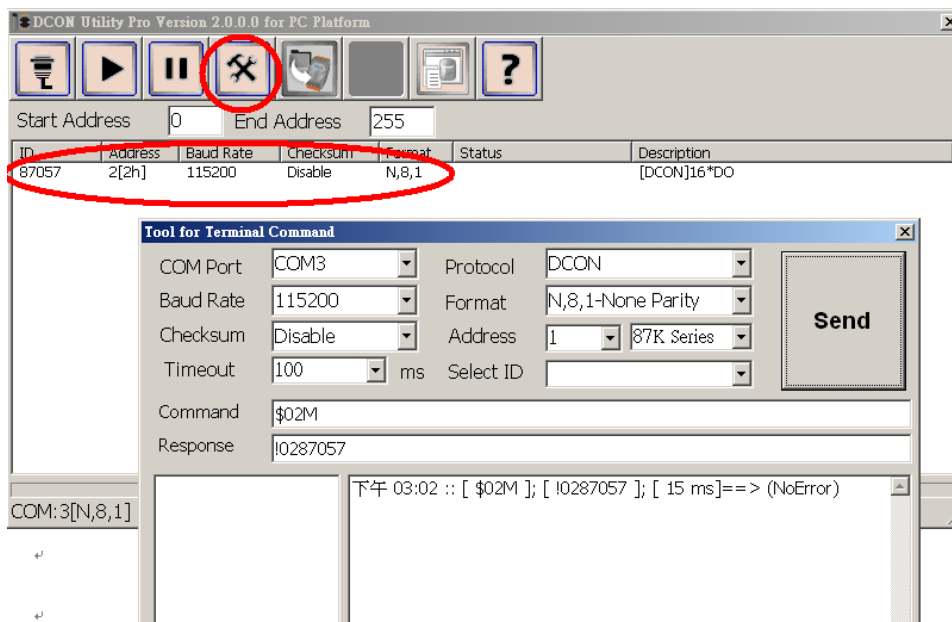 DCON Utility Pro Version 2.0.0.0 for PC Platform
?
Start Address 0 End Address 255
ID Address Baud Rate Checksum Format Status Description
87057 2[2h] 115200 Disable N,8,1 [DCON]16*DO
Tool for Terminal Command
COM Port COM3 Protocol DCON
Baud Rate 115200 Format N,8,1-None Parity
Checksum Disable Address 1 87K Series
Send
Timeout 100 ms Select ID
Command $02M
Response !0287057
下午 03:02 :: [ $02M ]; [ !0287057 ]; [ 15 ms]==> (NoError)
COM:3[N,8,1]